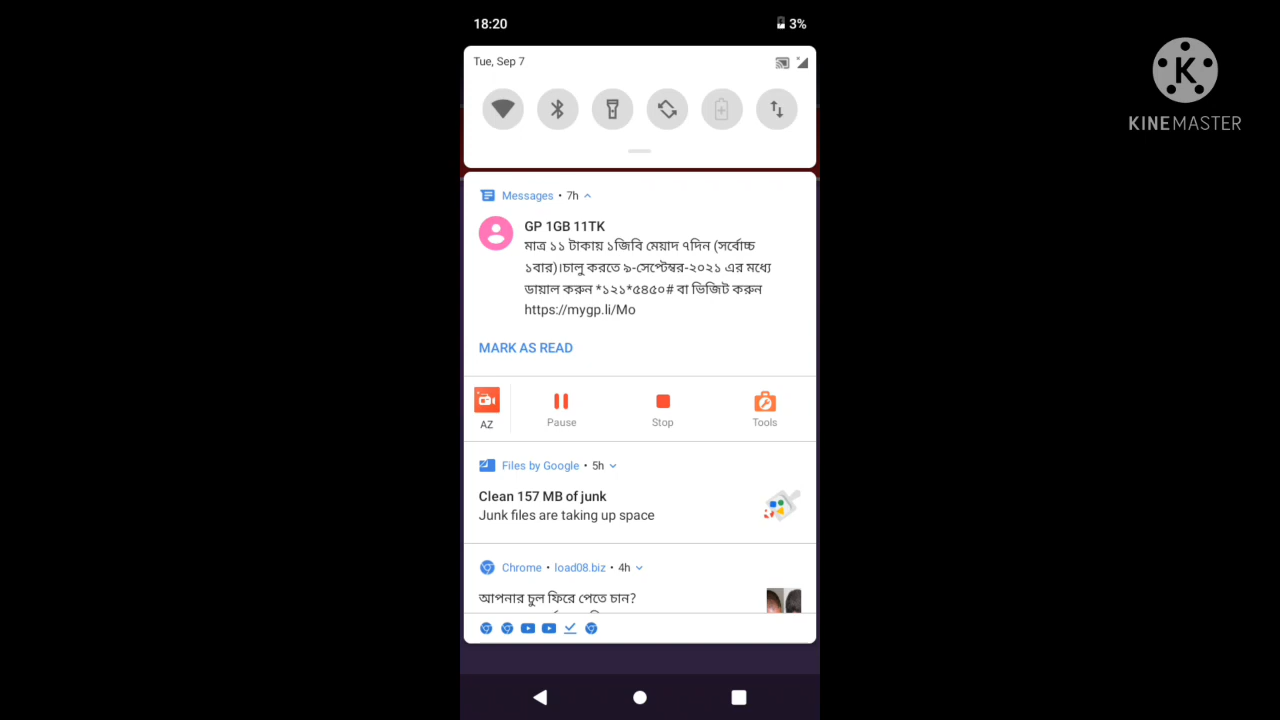 18:20
3%
Tue, Sep 7
K
KINEMASTER
Messages • 7h
GP 1GB 11TK
মাত্র ১১ টাকায় ১জিবি মেয়াদ ৭দিন (সর্বোচ্চ
১বার)।চালু করতে ৯-সেপ্টেম্বর-২০২১ এর মধ্যে
ডায়াল করুন *১২১*৫৪৫০# বা ভিজিট করুন
https://mygp.li/Mo
MARK AS READ
AZ
Pause
Stop
Tools
Files by Google • 5h
Clean 157 MB of junk
Junk files are taking up space
Chrome • load08.biz • 4h
আপনার চুল ফিরে পেতে চান?